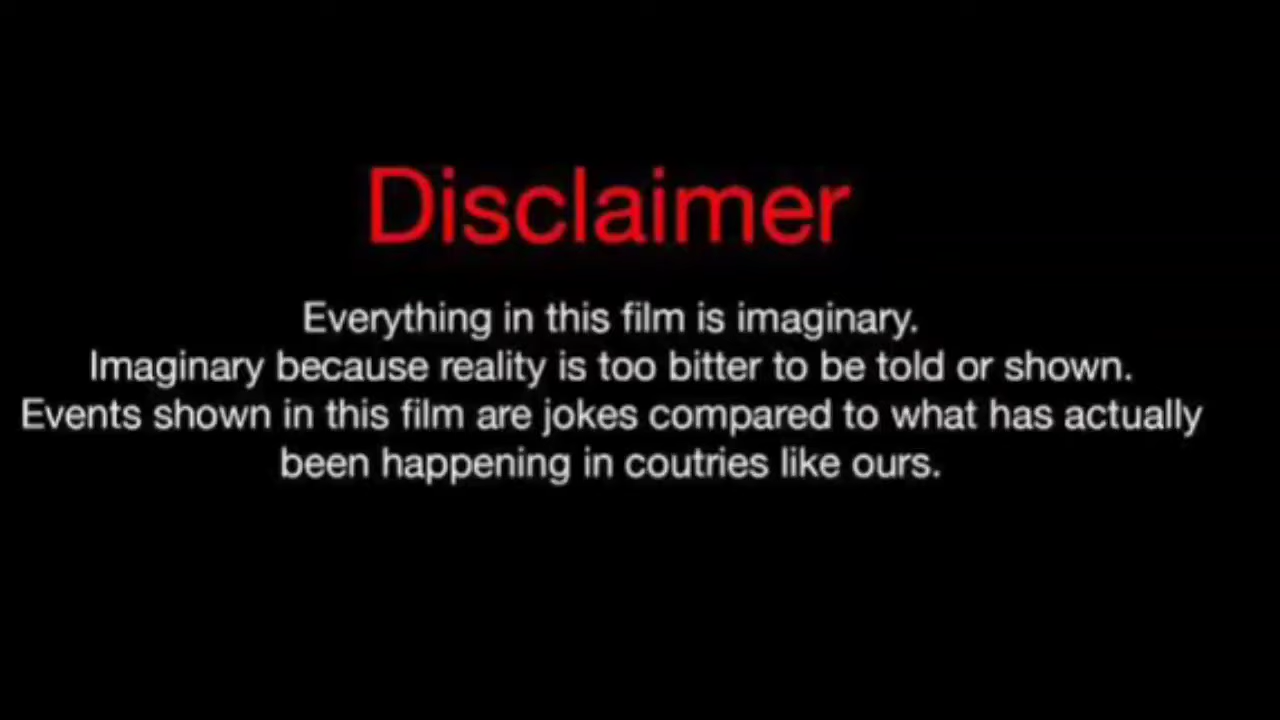 Disclaimer
Everything in this film is imaginary.
Imaginary because reality is too bitter to be told or shown.
Events shown in this film are jokes compared to what has actually
been happening in coutries like ours.